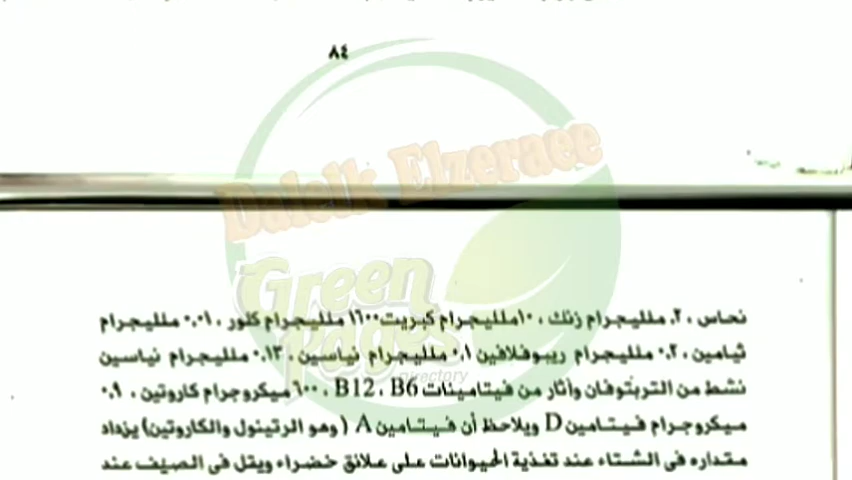 ٨٤
Dalelk Elzeraee
Green
Pages
Directory
نحاس ، ٢. ملليجرام زنك ، ١٠ملليجرام كبريت ١٦٠٠ ملليجرام كلور ، ٠.٠١ ملليجرام
ثيامين ، ٠.٢ ملليجرام ريبوفلافين ٠.١ ملليجرام نياسين ، ٠.١٣ ملليجرام نياسين
نشط من التربتوفان وآثار من فيتامينات B12 ، B6 ، ٦٠٠ ميكروجرام كاروتين ، ٠.٩
ميكروجرام فيتامين D ويلاحظ أن فيتامين A ( وهو الرتينول والكاروتين) يزداد
مقداره فى الشتاء عند تغذية الحيوانات على علائق خضراء ويقل فى الصيف عند